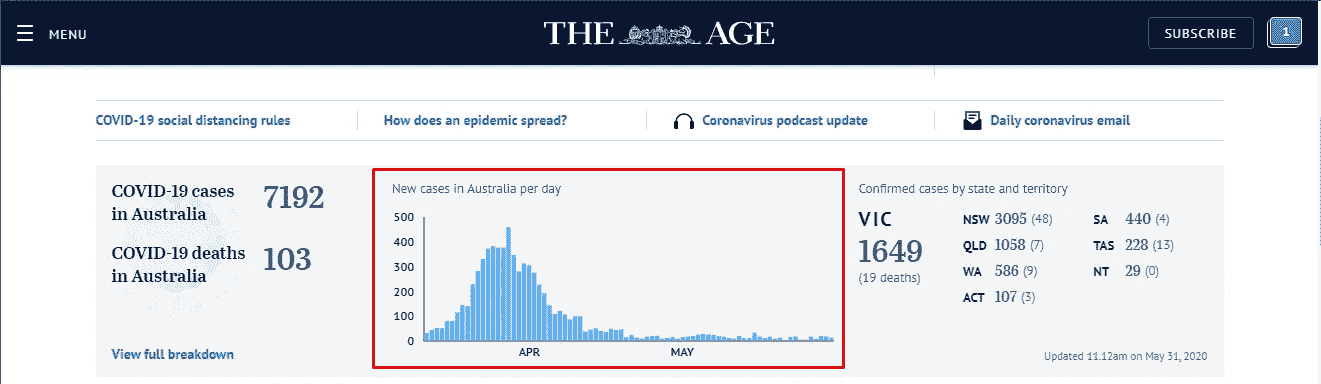 MENU
THE AGE
SUBSCRIBE
1
COVID-19 social distancing rules
How does an epidemic spread?
Coronavirus podcast update
Daily coronavirus email
COVID-19 cases
in Australia
7192
COVID-19 deaths
in Australia
103
View full breakdown
New cases in Australia per day
500
400
300
200
100
0
APR
MAY
Confirmed cases by state and territory
VIC
1649
(19 deaths)
NSW 3095 (48)
QLD 1058 (7)
WA 586 (9)
ACT 107 (3)
SA 440 (4)
TAS 228 (13)
NT 29 (0)
Updated 11.12am on May 31, 2020